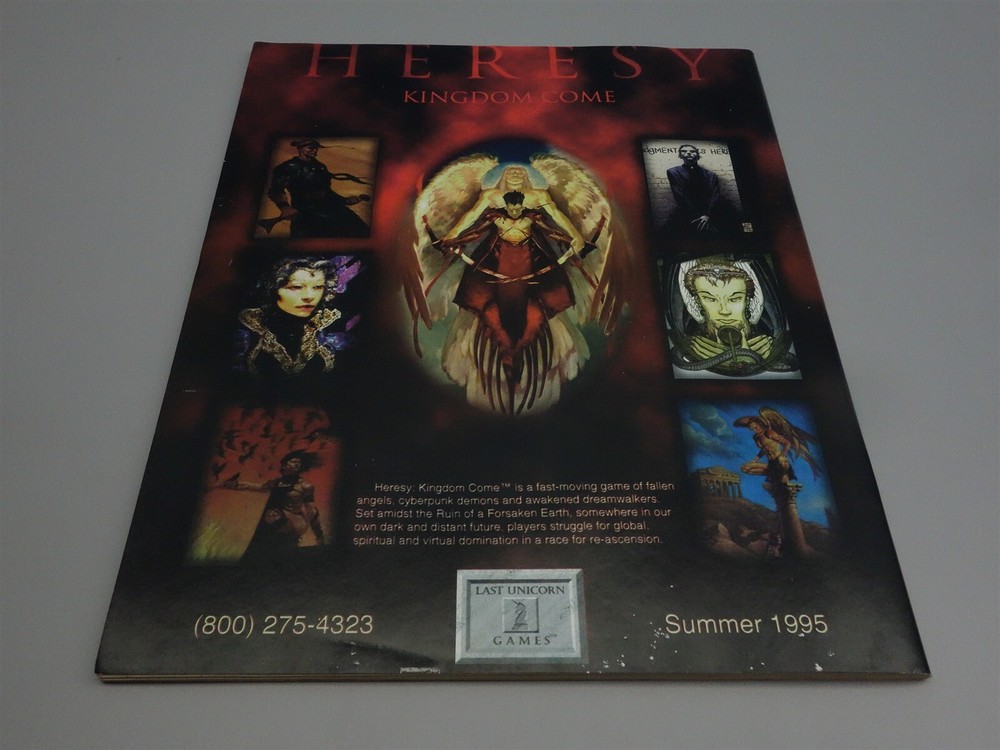 HERESY
KINGDOM COME
Heresy: Kingdom Come™ is a fast-moving game of fallen
angels, cyberpunk demons and awakened dreamwalkers.
Set amidst the Ruin of a Forsaken Earth, somewhere in our
own dark and distant future, players struggle for global,
spiritual and virtual domination in a race for re-ascension.
LAST UNICORN
GAMES™
(800) 275-4323
Summer 1995